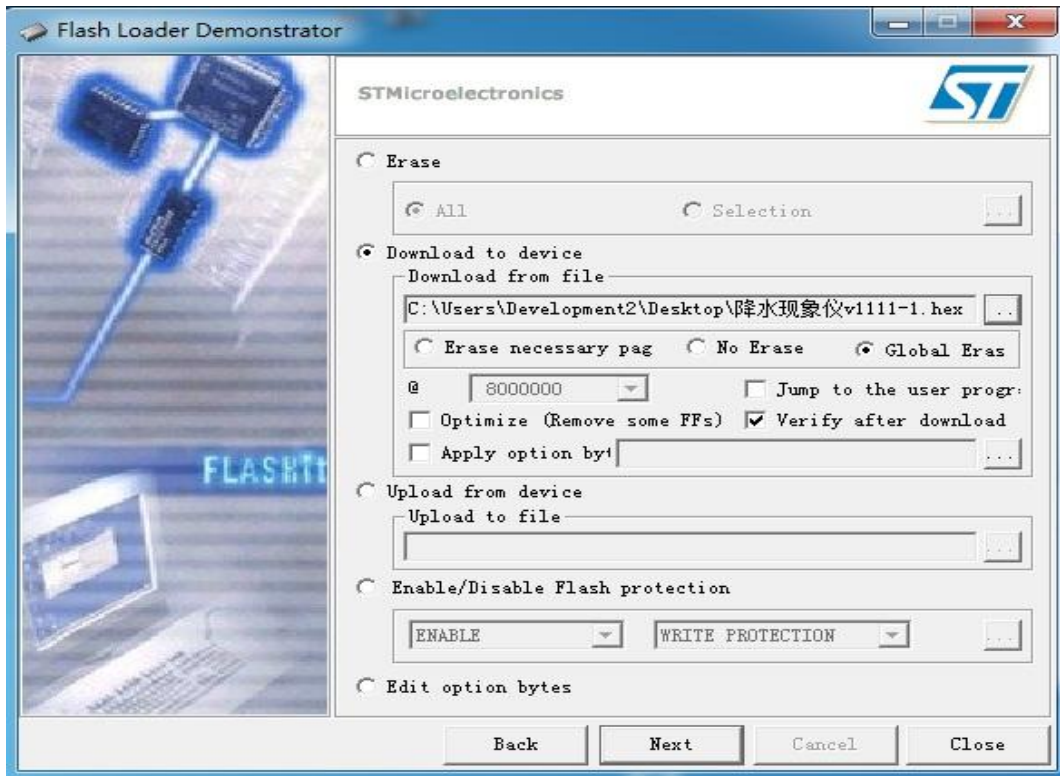 Flash Loader Demonstrator
STMicroelectronics
ST
Erase
All Selection ...
Download to device
Download from file
C:\Users\Development2\Desktop\降水现象仪v1111-1.hex ..
Erase necessary pag No Erase Global Eras
@ 8000000 Jump to the user progr
Optimize (Remove some FFs) Verify after download
Apply option byt ...
FLASHit
Upload from device
Upload to file
...
Enable/Disable Flash protection
ENABLE WRITE PROTECTION ...
Edit option bytes
Back Next Cancel Close